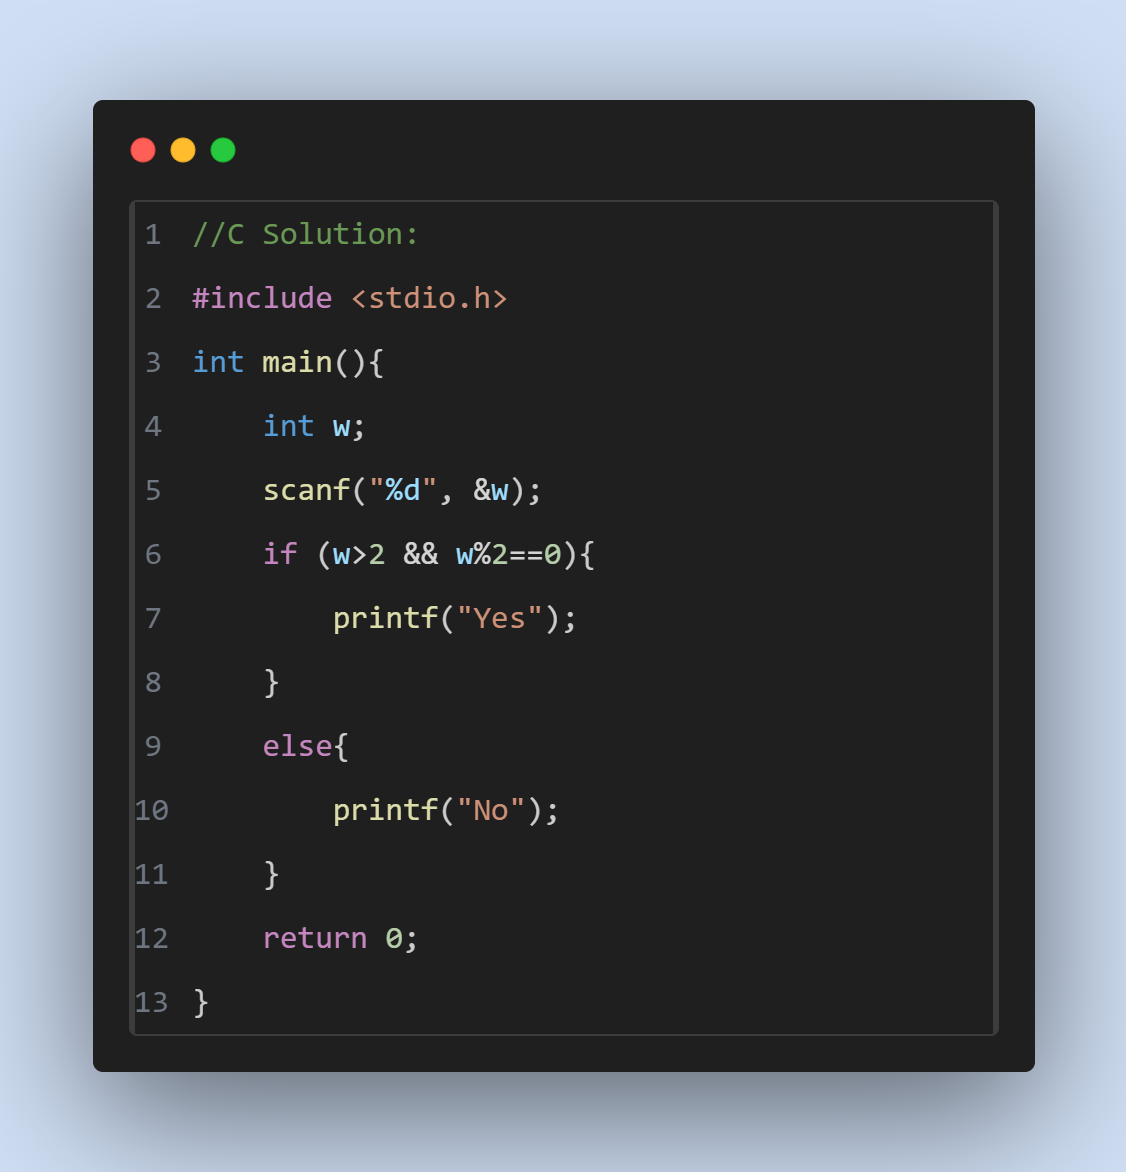 1 //C Solution:
2 #include <stdio.h>
3 int main(){
4     int w;
5     scanf("%d", &w);
6     if (w>2 && w%2==0){
7         printf("Yes");
8     }
9     else{
10         printf("No");
11     }
12     return 0;
13 }